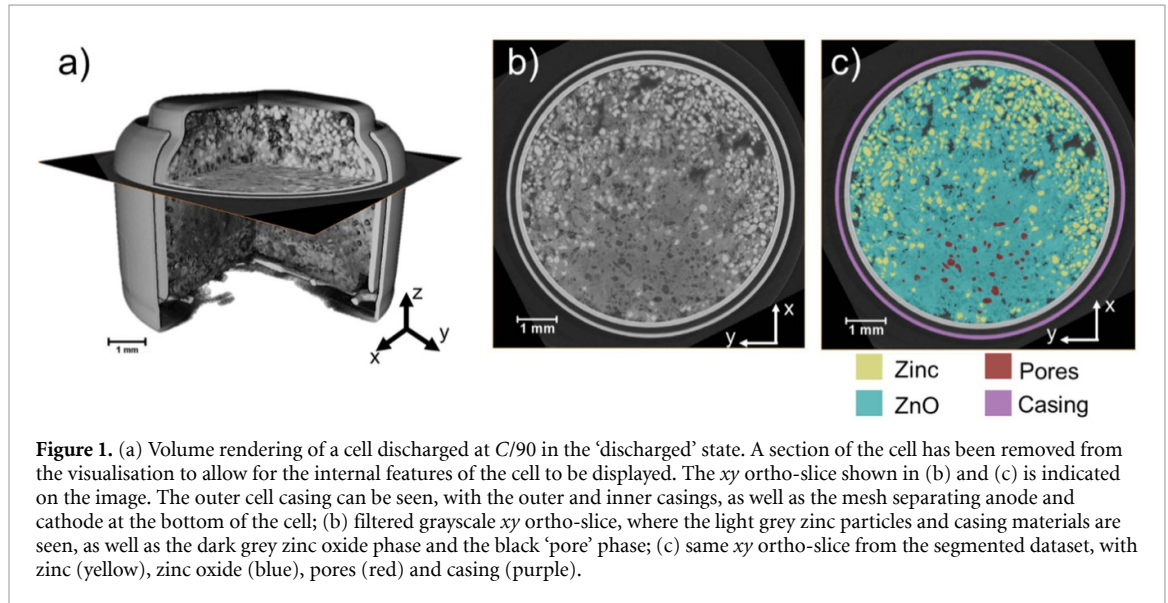 a)
b)
c)
z
y
x
1 mm
1 mm
x
y
1 mm
x
y
Zinc
Pores
ZnO
Casing
Figure 1. (a) Volume rendering of a cell discharged at C/90 in the ‘discharged’ state. A section of the cell has been removed from
the visualisation to allow for the internal features of the cell to be displayed. The xy ortho-slice shown in (b) and (c) is indicated
on the image. The outer cell casing can be seen, with the outer and inner casings, as well as the mesh separating anode and
cathode at the bottom of the cell; (b) filtered grayscale xy ortho-slice, where the light grey zinc particles and casing materials are
seen, as well as the dark grey zinc oxide phase and the black ‘pore’ phase; (c) same xy ortho-slice from the segmented dataset, with
zinc (yellow), zinc oxide (blue), pores (red) and casing (purple).